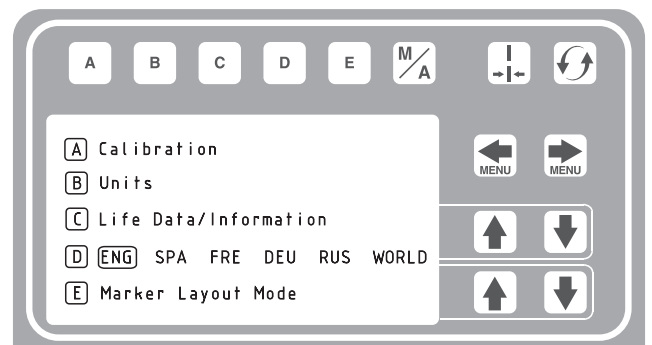 A B C D E M/A
MENU MENU
A Calibration
B Units
C Life Data/Information
D ENG SPA FRE DEU RUS WORLD
E Marker Layout Mode